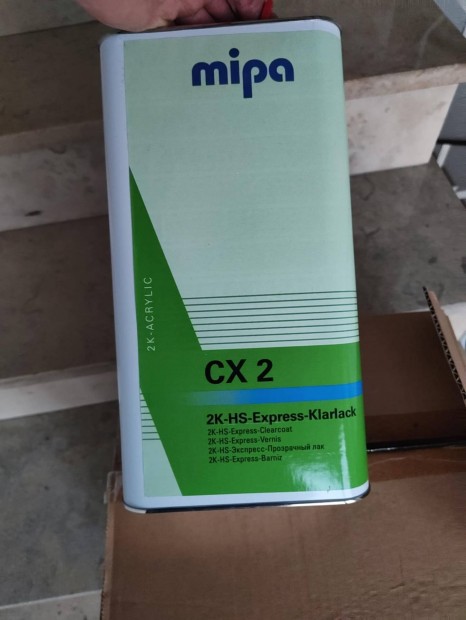 mipa
2K-ACRYLIC
CX 2
2K-HS-Express-Klarlack
2K-HS-Express-Clearcoat
2K-HS-Express-Vernis
2K-HS-Экспресс-Прозрачный лак
2K-HS-Express-Barniz